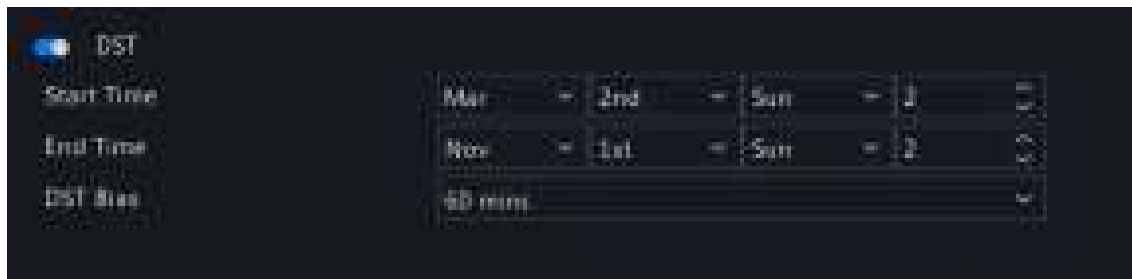 DST
Start Time Mar 2nd Sun 2
End Time Nov 1st Sun 2
DST Bias 60 mins